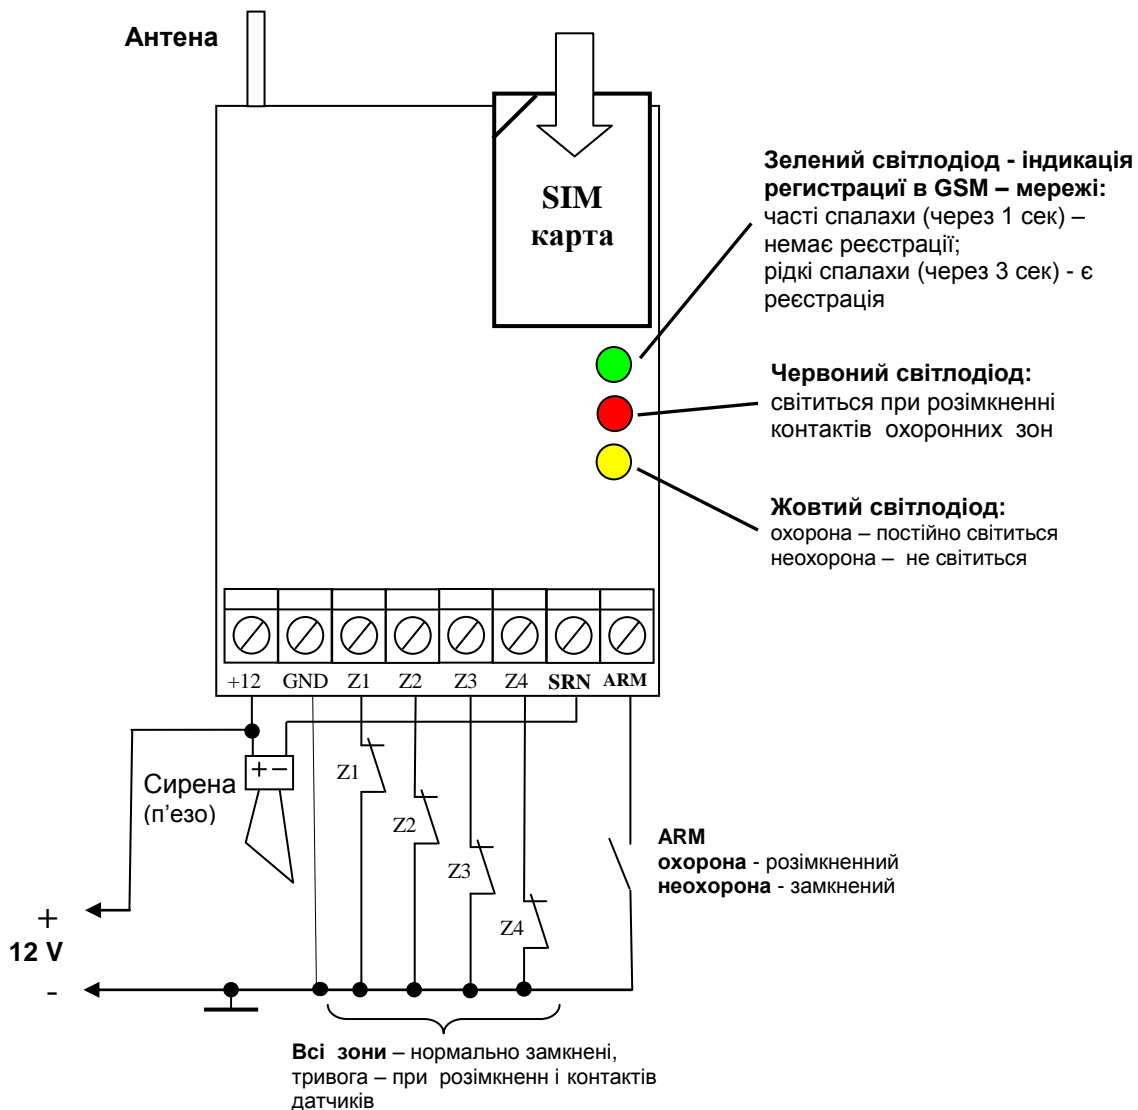 Антена
SIM
карта
Зелений світлодіод - індикація
регистрациї в GSM – мережі:
часті спалахи (через 1 сек) –
немає реєстрації;
рідкі спалахи (через 3 сек) - є
реєстрація
Червоний світлодіод:
світиться при розімкненні
контактів охоронних зон
Жовтий світлодіод:
охорона – постійно світиться
неохорона – не світиться
+12 GND Z1 Z2 Z3 Z4 SRN ARM
+ −
Сирена
(п’езо)
Z1
Z2
Z3
Z4
ARM
охорона - розімкненний
неохорона - замкнений
+
12 V
-
Всі зони – нормально замкнені,
тривога – при розімкненн і контактів
датчиків